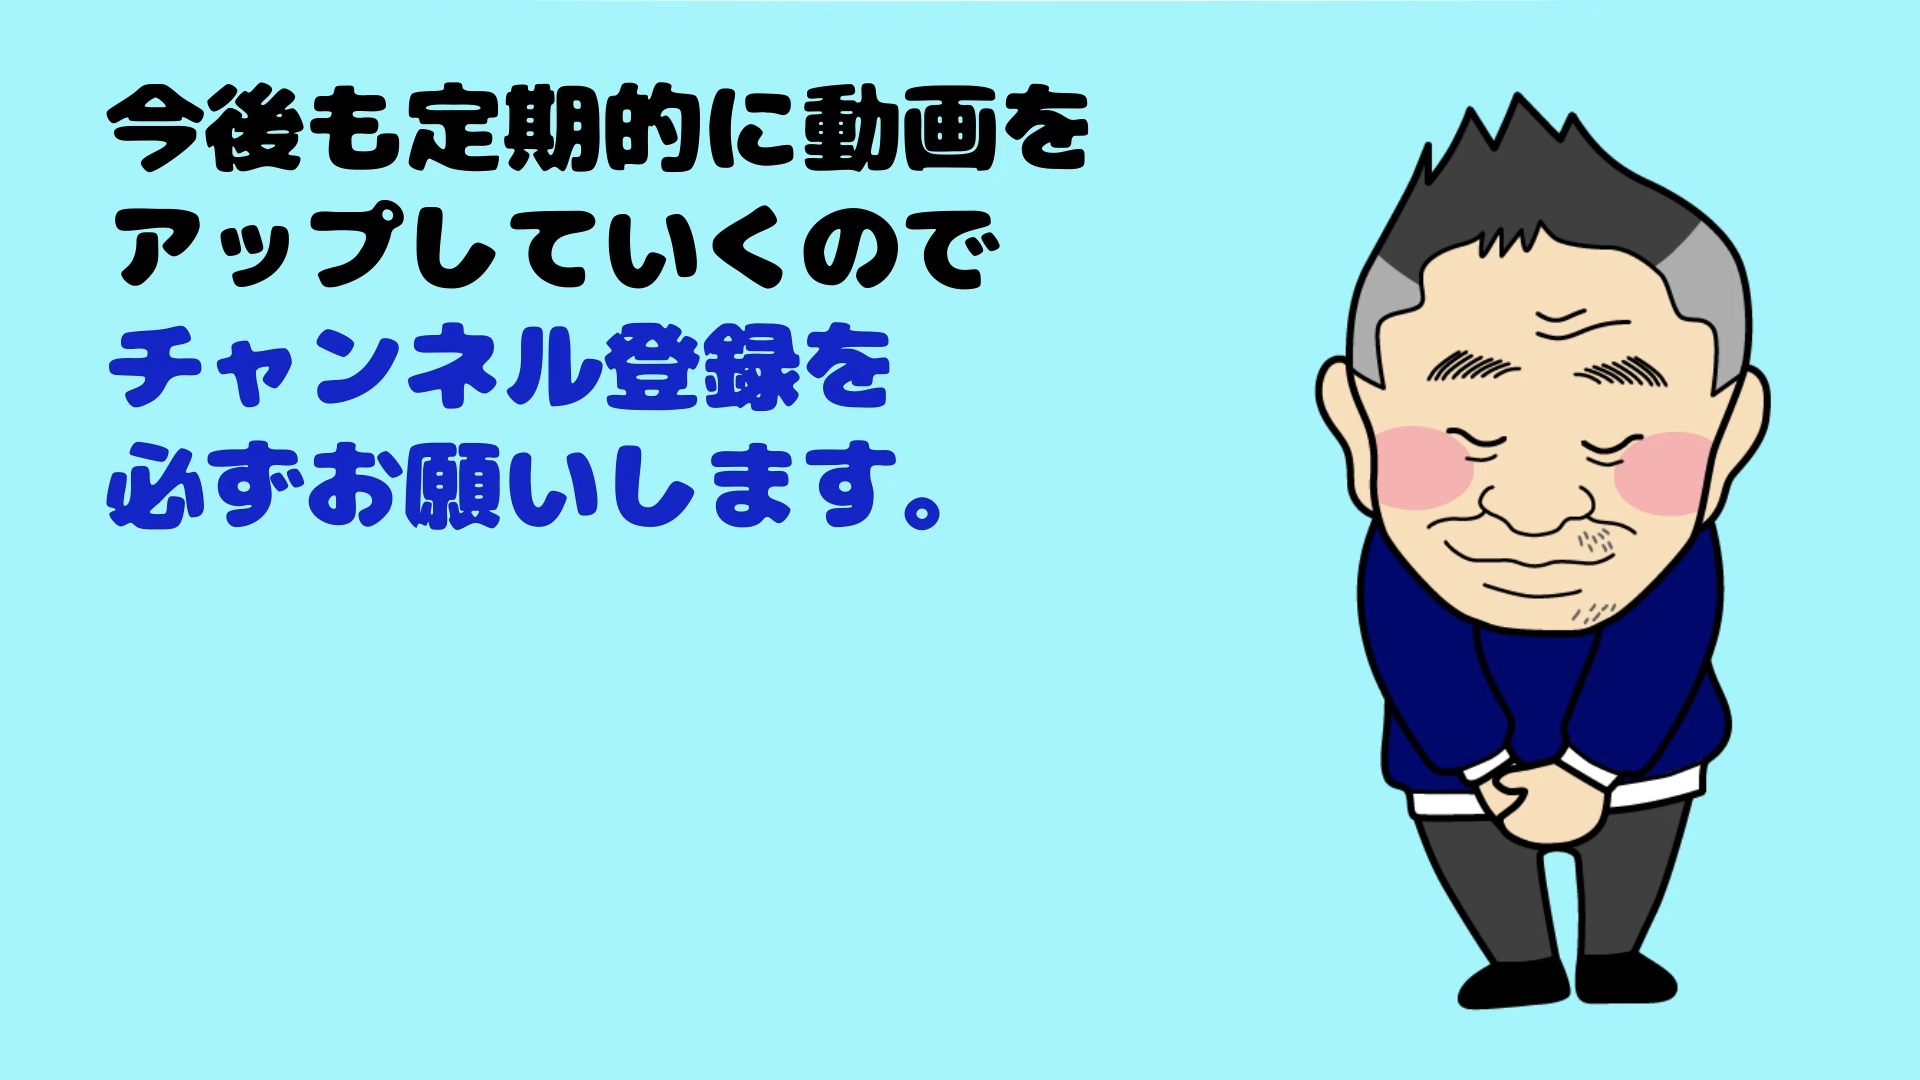 今後も定期的に動画を
アップしていくので
チャンネル登録を
必ずお願いします。